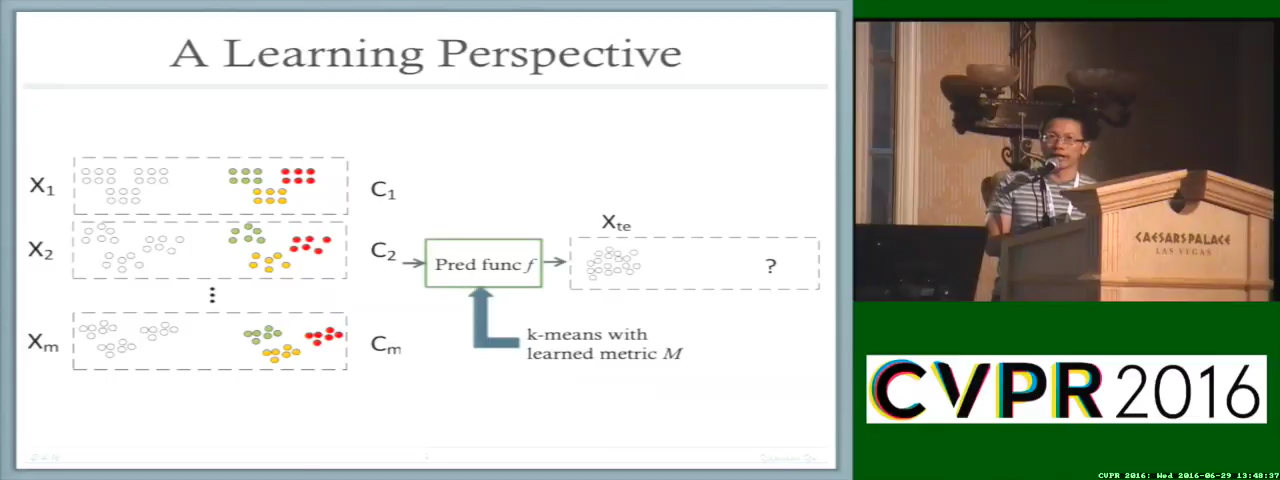 A Learning Perspective
X1
C1
X2
C2
Xm
Cm
Pred func f
Xte
?
k-means with
learned metric M
CAESARS PALACE
LAS VEGAS
CVPR 2016
CVPR 2016: Wed 2016-06-29 13:48:37